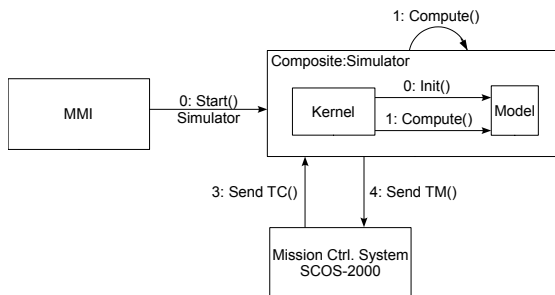 1: Compute()
Composite:Simulator
MMI
0: Start()
Simulator
Kernel
0: Init()
1: Compute()
Model
3: Send TC()
4: Send TM()
Mission Ctrl. System
SCOS-2000